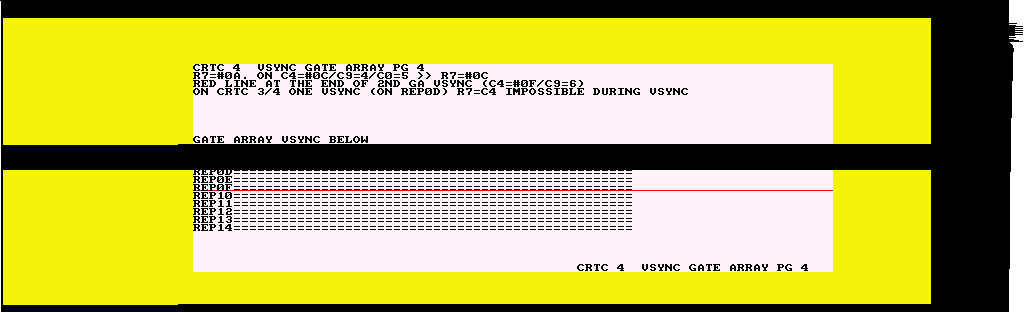 CRTC 4  VSYNC GATE ARRAY PG 4
R7=#0A. ON C4=#0C/C9=4/C0=5 >> R7=#0C
RED LINE AT THE END OF 2ND GA VSYNC (C4=#0F/C9=6)
ON CRTC 3/4 ONE VSYNC (ON REP0D) R7=C4 IMPOSSIBLE DURING VSYNC
GATE ARRAY VSYNC BELOW
REP0D==================================================
REP0E==================================================
REP0F==================================================
REP10==================================================
REP11==================================================
REP12==================================================
REP13==================================================
REP14==================================================
CRTC 4  VSYNC GATE ARRAY PG 4